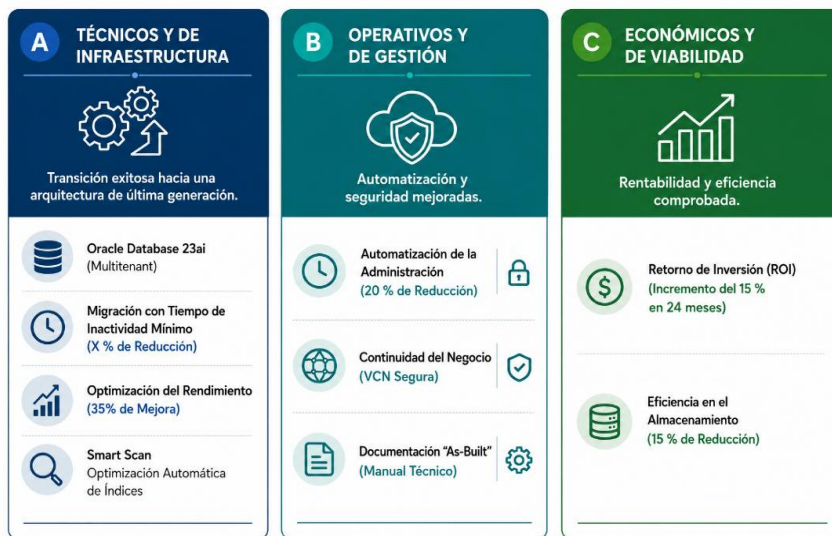 A
TÉCNICOS Y DE
INFRAESTRUCTURA
Transición exitosa hacia una
arquitectura de última generación.
Oracle Database 23ai
(Multitenant)
Migración con Tiempo de
Inactividad Mínimo
(X % de Reducción)
Optimización del Rendimiento
(35% de Mejora)
Smart Scan
Optimización Automática
de Índices
B
OPERATIVOS Y
DE GESTIÓN
Automatización y
seguridad mejoradas.
Automatización de la
Administración
(20 % de Reducción)
Continuidad del Negocio
(VCN Segura)
Documentación “As-Built”
(Manual Técnico)
C
ECONÓMICOS Y
DE VIABILIDAD
Rentabilidad y eficiencia
comprobada.
$
Retorno de Inversión (ROI)
(Incremento del 15 %
en 24 meses)
Eficiencia en el
Almacenamiento
(15 % de Reducción)